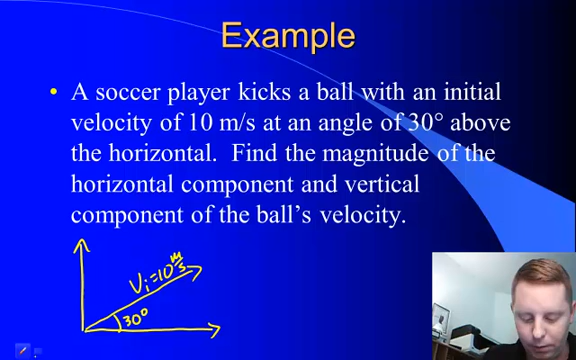 Example
• A soccer player kicks a ball with an initial
velocity of 10 m/s at an angle of 30° above
the horizontal. Find the magnitude of the
horizontal component and vertical
component of the ball's velocity.
Vi=10 m/s
30°